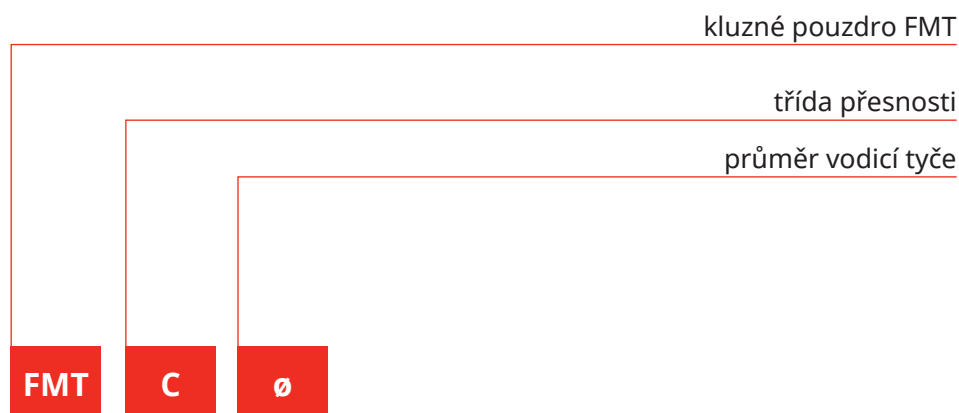 kluzné pouzdro FMT
třída přesnosti
průměr vodicí tyče
FMT C ø